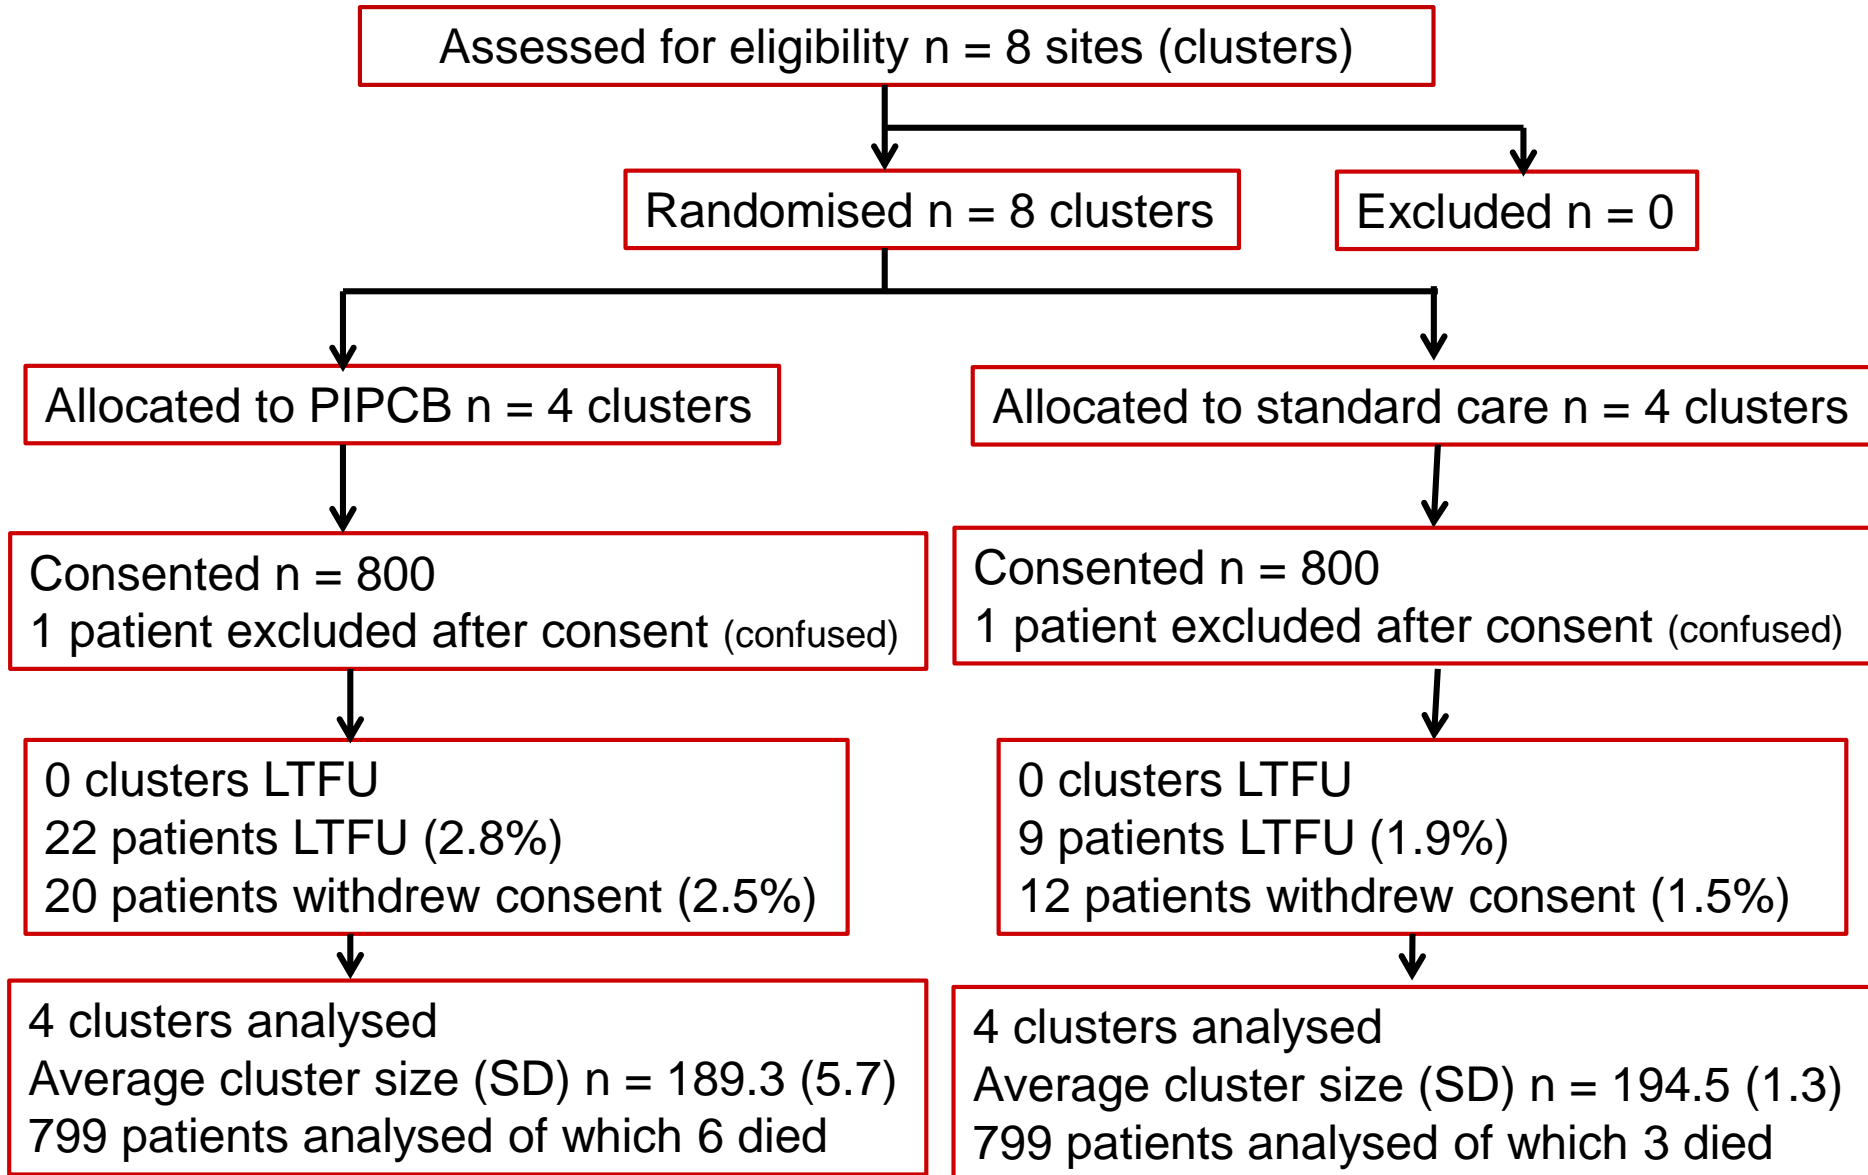 Assessed for eligibility n = 8 sites (clusters)
Randomised n = 8 clusters
Excluded n = 0
Allocated to PIPCB n = 4 clusters
Allocated to standard care n = 4 clusters
Consented n = 800
1 patient excluded after consent (confused)
Consented n = 800
1 patient excluded after consent (confused)
0 clusters LTFU
22 patients LTFU (2.8%)
20 patients withdrew consent (2.5%)
0 clusters LTFU
9 patients LTFU (1.9%)
12 patients withdrew consent (1.5%)
4 clusters analysed
Average cluster size (SD) n = 189.3 (5.7)
799 patients analysed of which 6 died
4 clusters analysed
Average cluster size (SD) n = 194.5 (1.3)
799 patients analysed of which 3 died